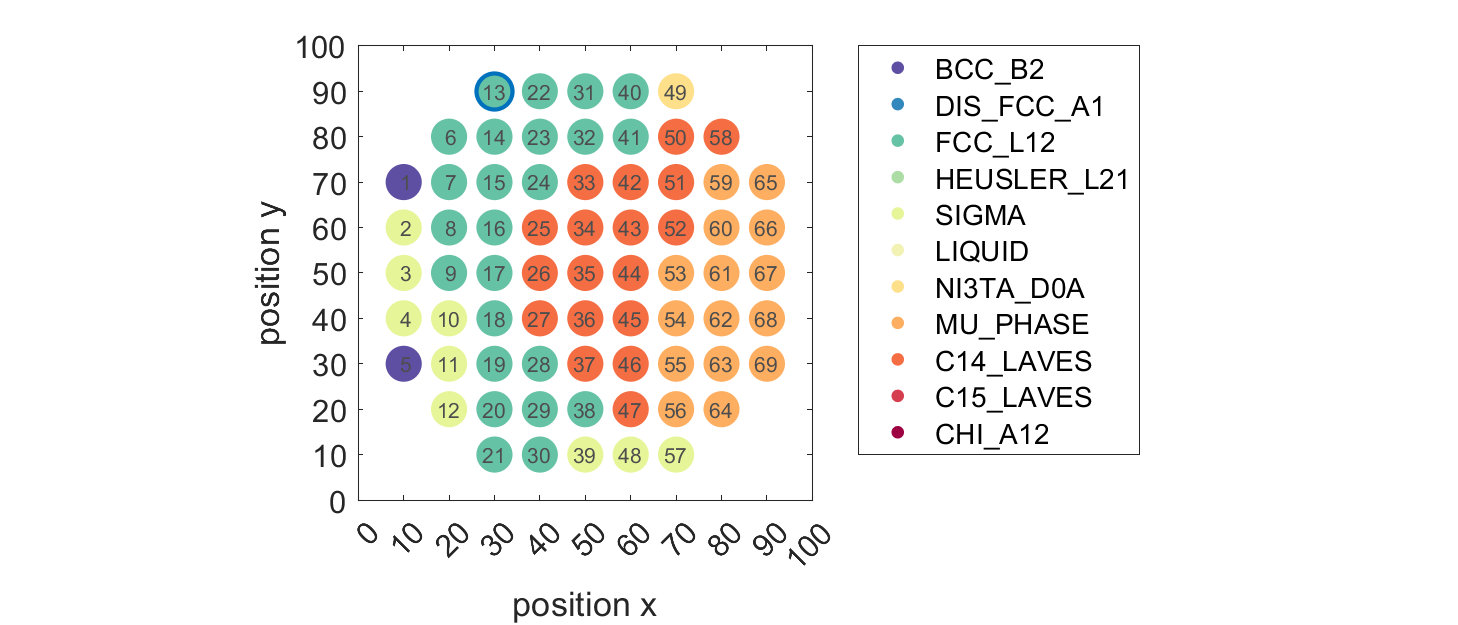 100
90
80
70
60
50
40
30
20
10
0
position y
13 22 31 40 49
6 14 23 32 41 50 58
1 7 15 24 33 42 51 59 65
2 8 16 25 34 43 52 60 66
3 9 17 26 35 44 53 61 67
4 10 18 27 36 45 54 62 68
5 11 19 28 37 46 55 63 69
12 20 29 38 47 56 64
21 30 39 48 57
0 10 20 30 40 50 60 70 80 90 100
position x
BCC_B2
DIS_FCC_A1
FCC_L12
HEUSLER_L21
SIGMA
LIQUID
NI3TA_D0A
MU_PHASE
C14_LAVES
C15_LAVES
CHI_A12